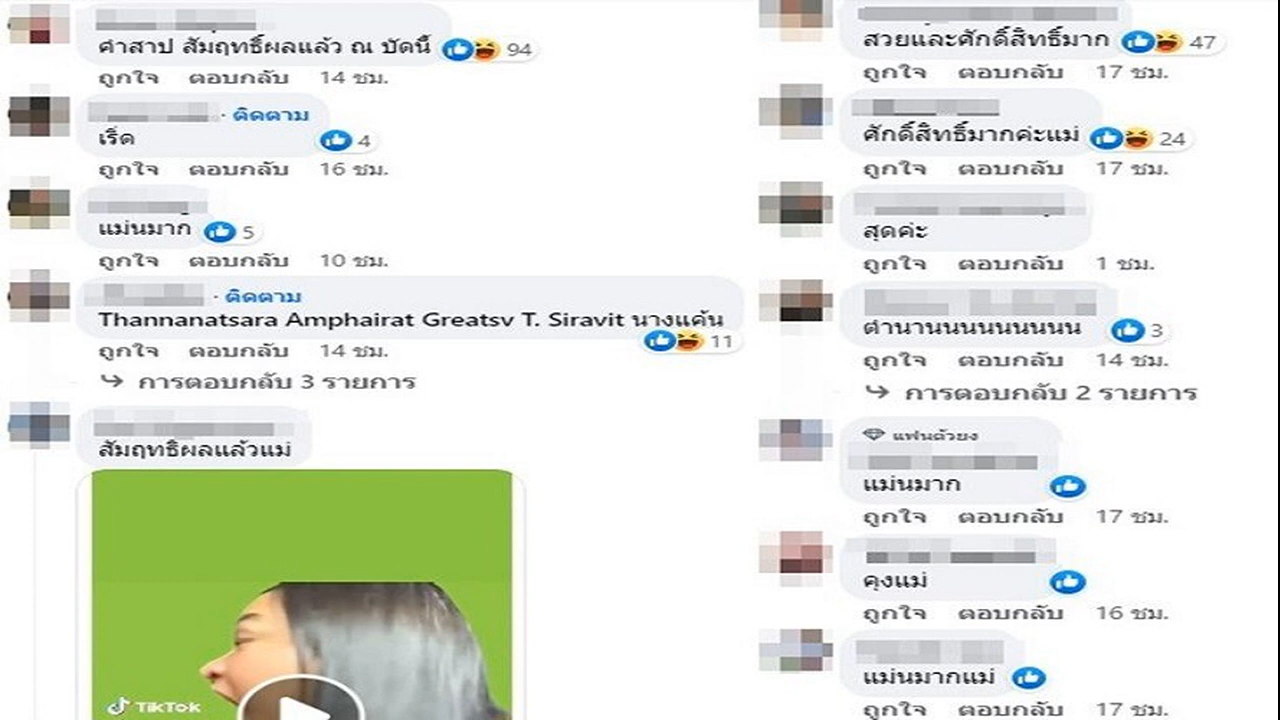 คำสาป สัมฤทธิ์ผลแล้ว ณ บัดนี้ 94
ถูกใจ ตอบกลับ 14 ชม.
· ติดตาม
เริ่ด 4
ถูกใจ ตอบกลับ 16 ชม.
แม่นมาก 5
ถูกใจ ตอบกลับ 10 ชม.
· ติดตาม
Thannanatsara Amphairat Greatsv T. Siravit นางแค้น
11
ถูกใจ ตอบกลับ 14 ชม.
การตอบกลับ 3 รายการ
สัมฤทธิ์ผลแล้วแม่
TikTok
สวยและศักดิ์สิทธิ์มาก 47
ถูกใจ ตอบกลับ 17 ชม.
ศักดิ์สิทธิ์มากค่ะแม่ 24
ถูกใจ ตอบกลับ 17 ชม.
สุดค่ะ
ถูกใจ ตอบกลับ 1 ชม.
ตำนานนนนนนนนนน 3
ถูกใจ ตอบกลับ 14 ชม.
การตอบกลับ 2 รายการ
แฟนตัวยง
แม่นมาก
ถูกใจ ตอบกลับ 17 ชม.
คุงแม่
ถูกใจ ตอบกลับ 16 ชม.
แม่นมากแม่
ถูกใจ ตอบกลับ 17 ชม.